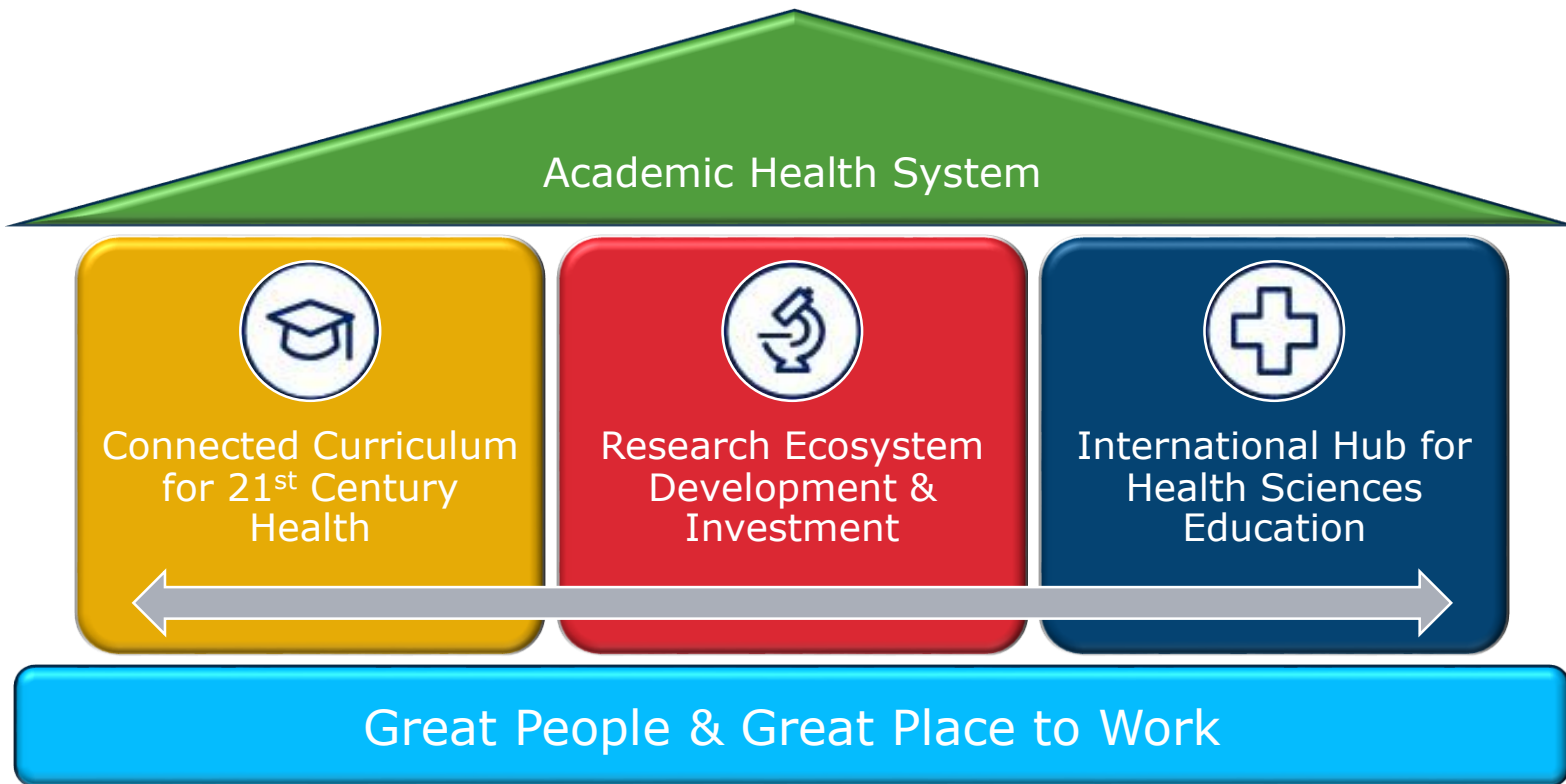 Academic Health System
Connected Curriculum
for 21st Century
Health
Research Ecosystem
Development &
Investment
International Hub for
Health Sciences
Education
Great People & Great Place to Work